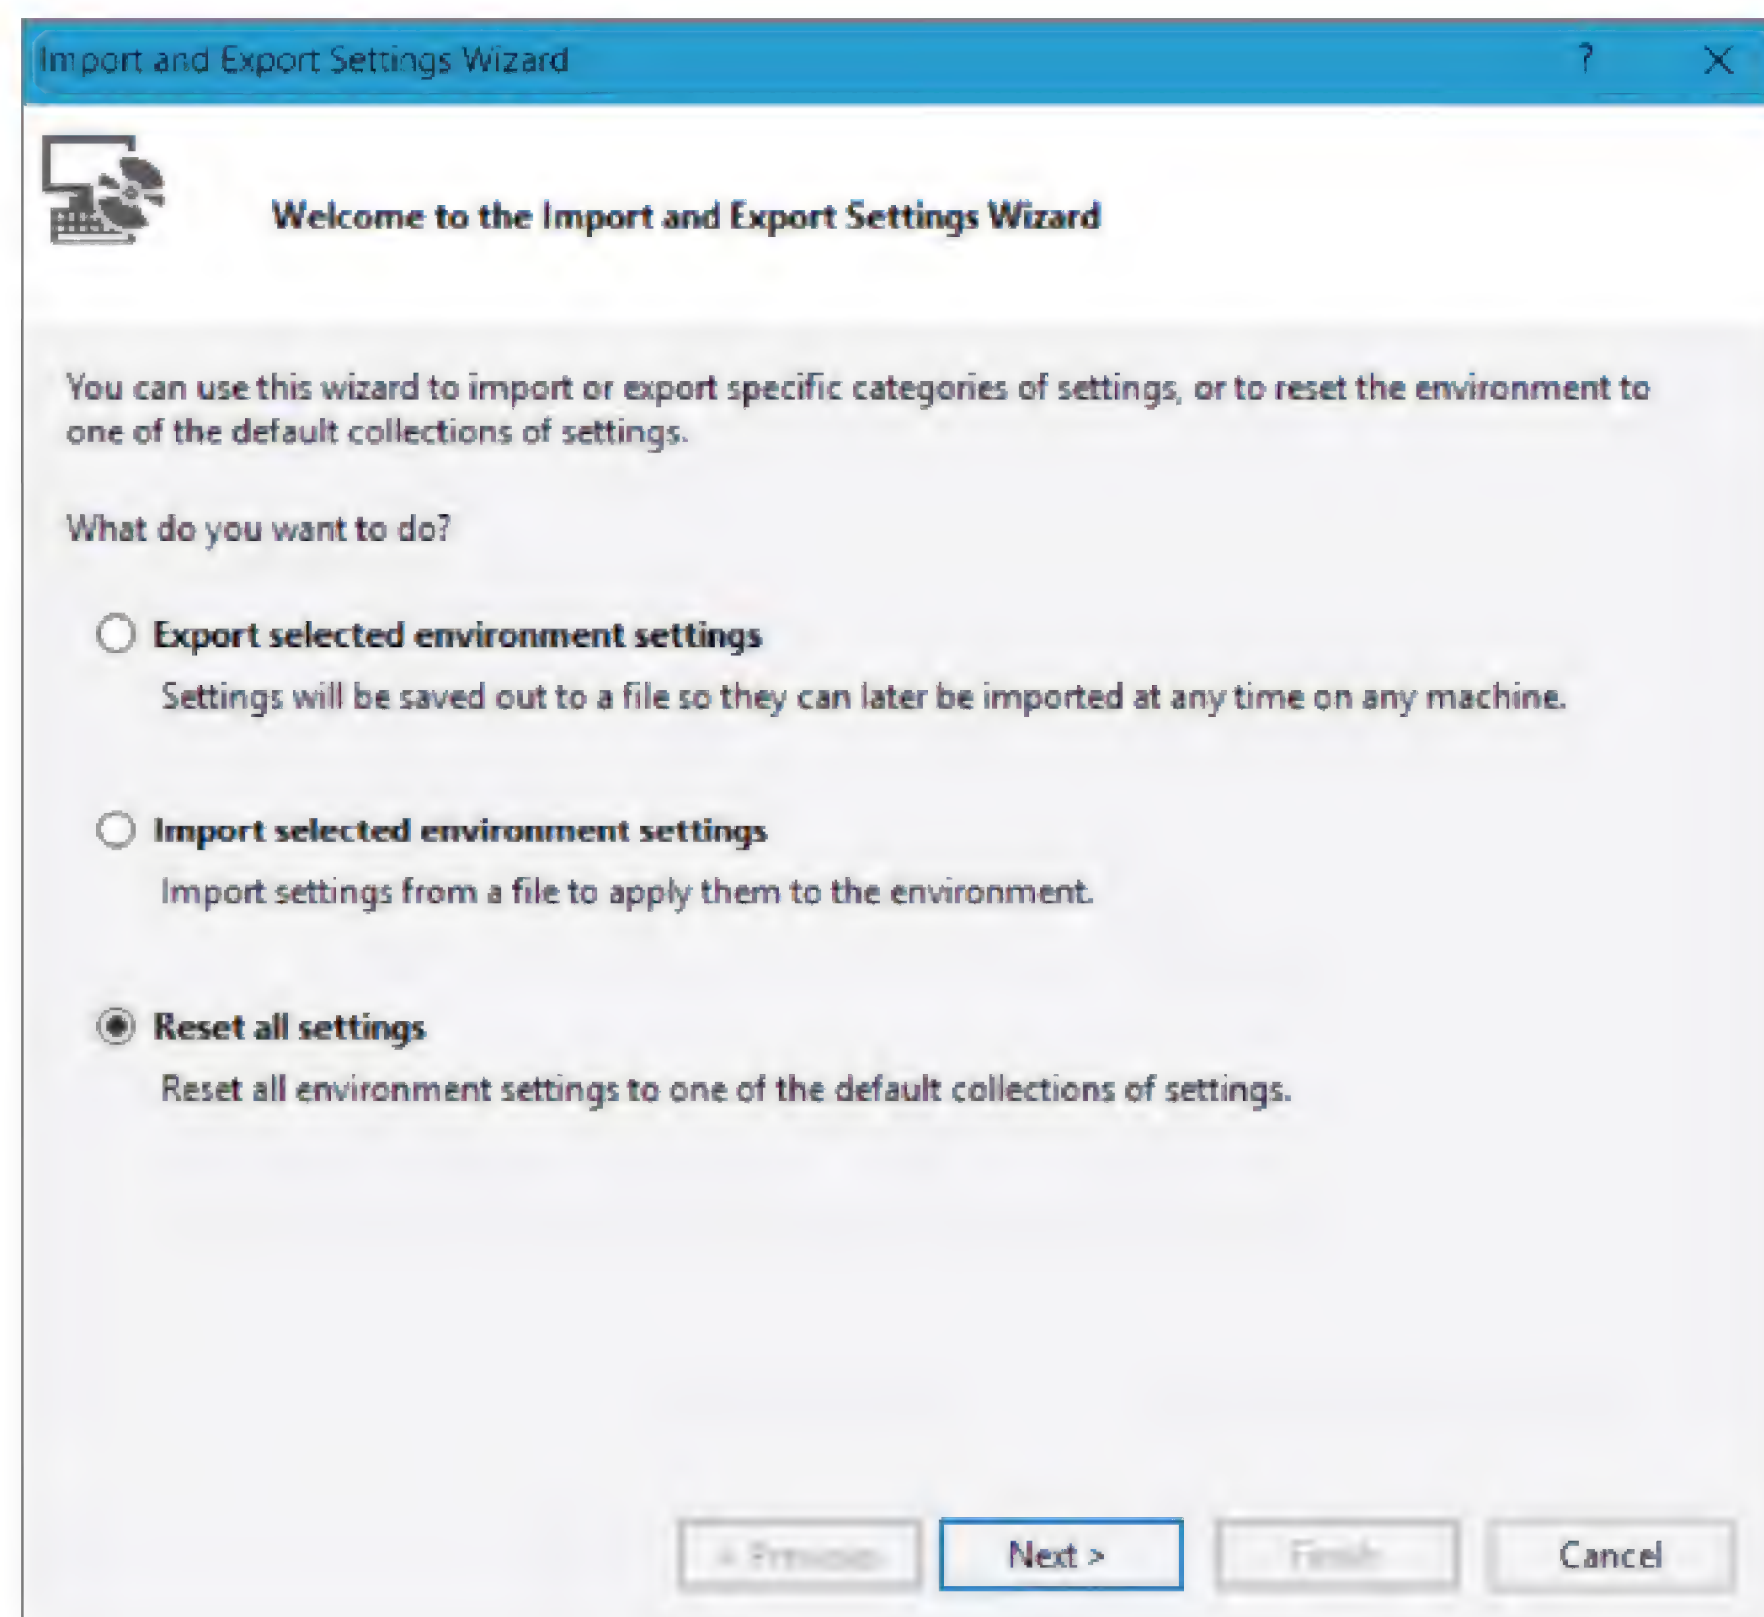 Import and Export Settings Wizard ?
Welcome to the Import and Export Settings Wizard
You can use this wizard to import or export specific categories of settings, or to reset the environment to
one of the default collections of settings.
What do you want to do?
Export selected environment settings
Settings will be saved out to a file so they can later be imported at any time on any machine.
Import selected environment settings
Import settings from a file to apply them to the environment.
Reset all settings
Reset all environment settings to one of the default collections of settings.
< Previous Next > Finish Cancel